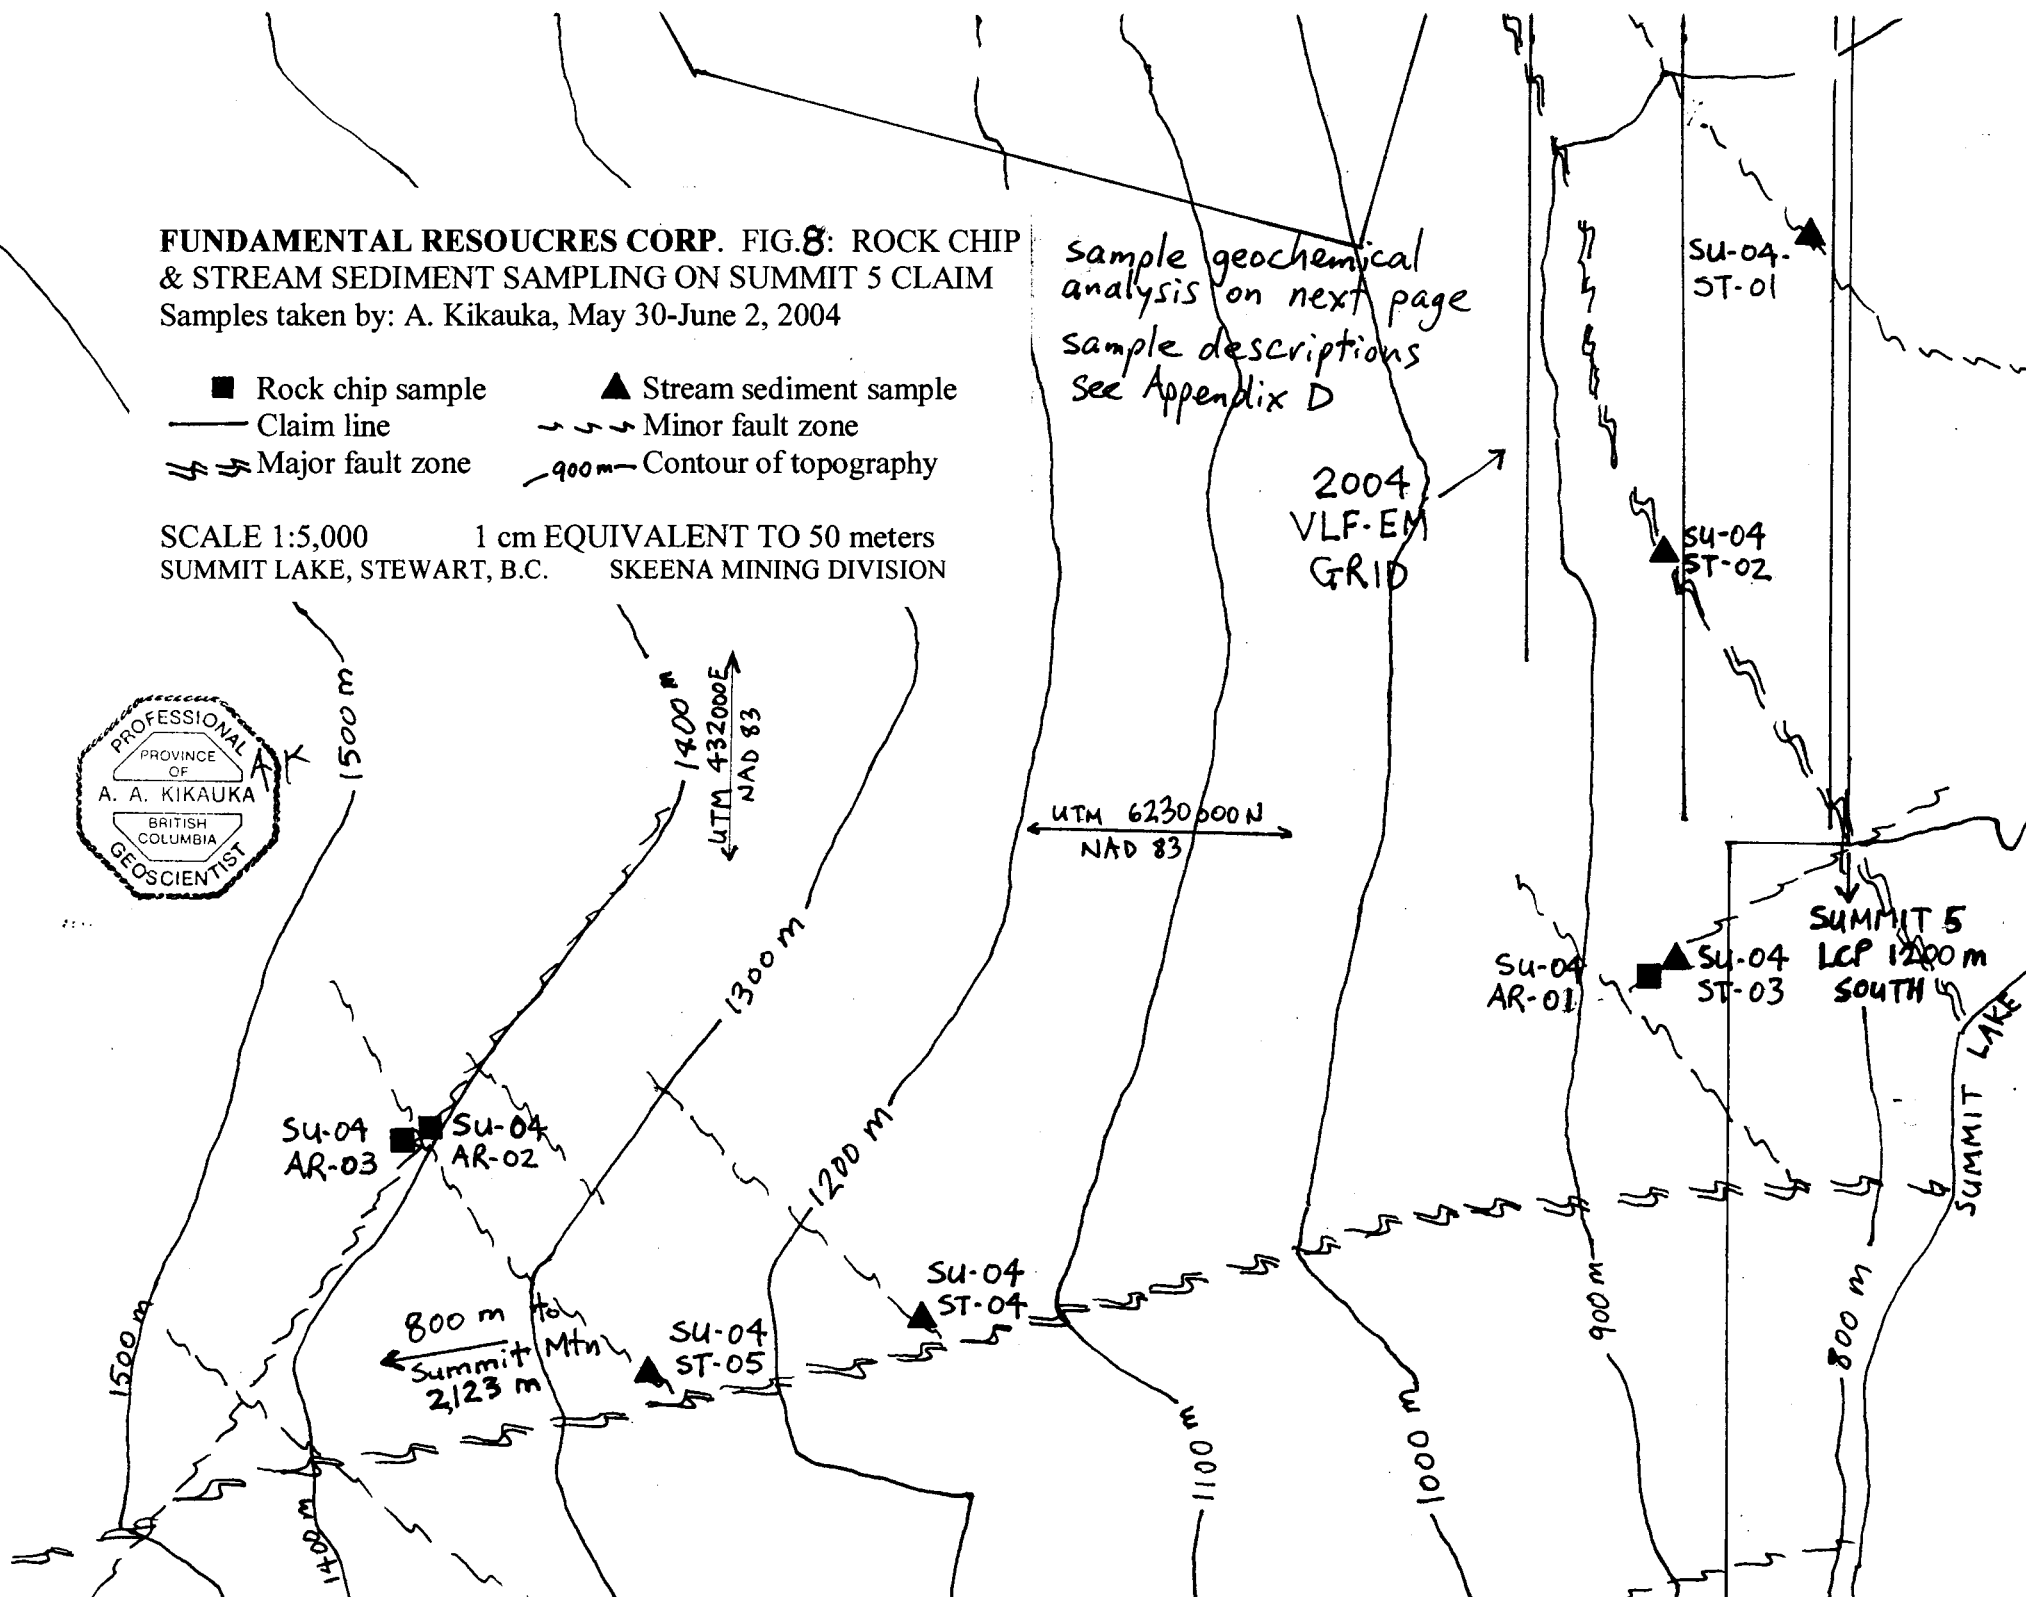 FUNDAMENTAL RESOUCRES CORP. FIG.8: ROCK CHIP
& STREAM SEDIMENT SAMPLING ON SUMMIT 5 CLAIM
Samples taken by: A. Kikauka, May 30-June 2, 2004
Rock chip sample
Stream sediment sample
Claim line
Minor fault zone
Major fault zone
900m Contour of topography
SCALE 1:5,000 1 cm EQUIVALENT TO 50 meters
SUMMIT LAKE, STEWART, B.C. SKEENA MINING DIVISION
sample geochemical
analysis on next page
sample descriptions
see Appendix D
2004
VLF-EM
GRID
SU-04-
ST-01
SU-04
ST-02
PROFESSIONAL
PROVINCE
OF
A. A. KIKAUKA
BRITISH
COLUMBIA
GEOSCIENTIST
AK
1500 m
1400 m
UTM 432000E
NAD 83
UTM 6230000N
NAD 83
1300 m
SUMMIT 5
LCP 1200 m
SOUTH
SU-04
AR-01
SU-04
ST-03
SUMMIT LAKE
SU-04
AR-03
SU-04
AR-02
1200 m
SU-04
ST-04
SU-04
ST-05
800 m to
Summit Mtn
2,123 m
1500 m
1400 m
1100 m
1000 m
900 m
800 m